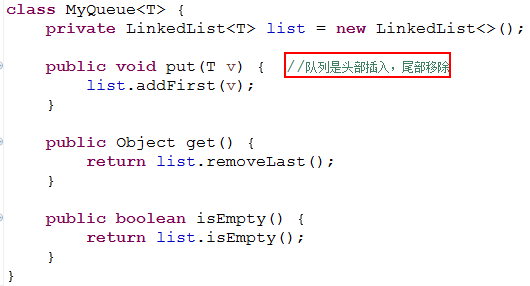 class MyQueue<T> {
    private LinkedList<T> list = new LinkedList<>();
    public void put(T v) {  //队列是头部插入，尾部移除
        list.addFirst(v);
    }
    public Object get() {
        return list.removeLast();
    }
    public boolean isEmpty() {
        return list.isEmpty();
    }
}